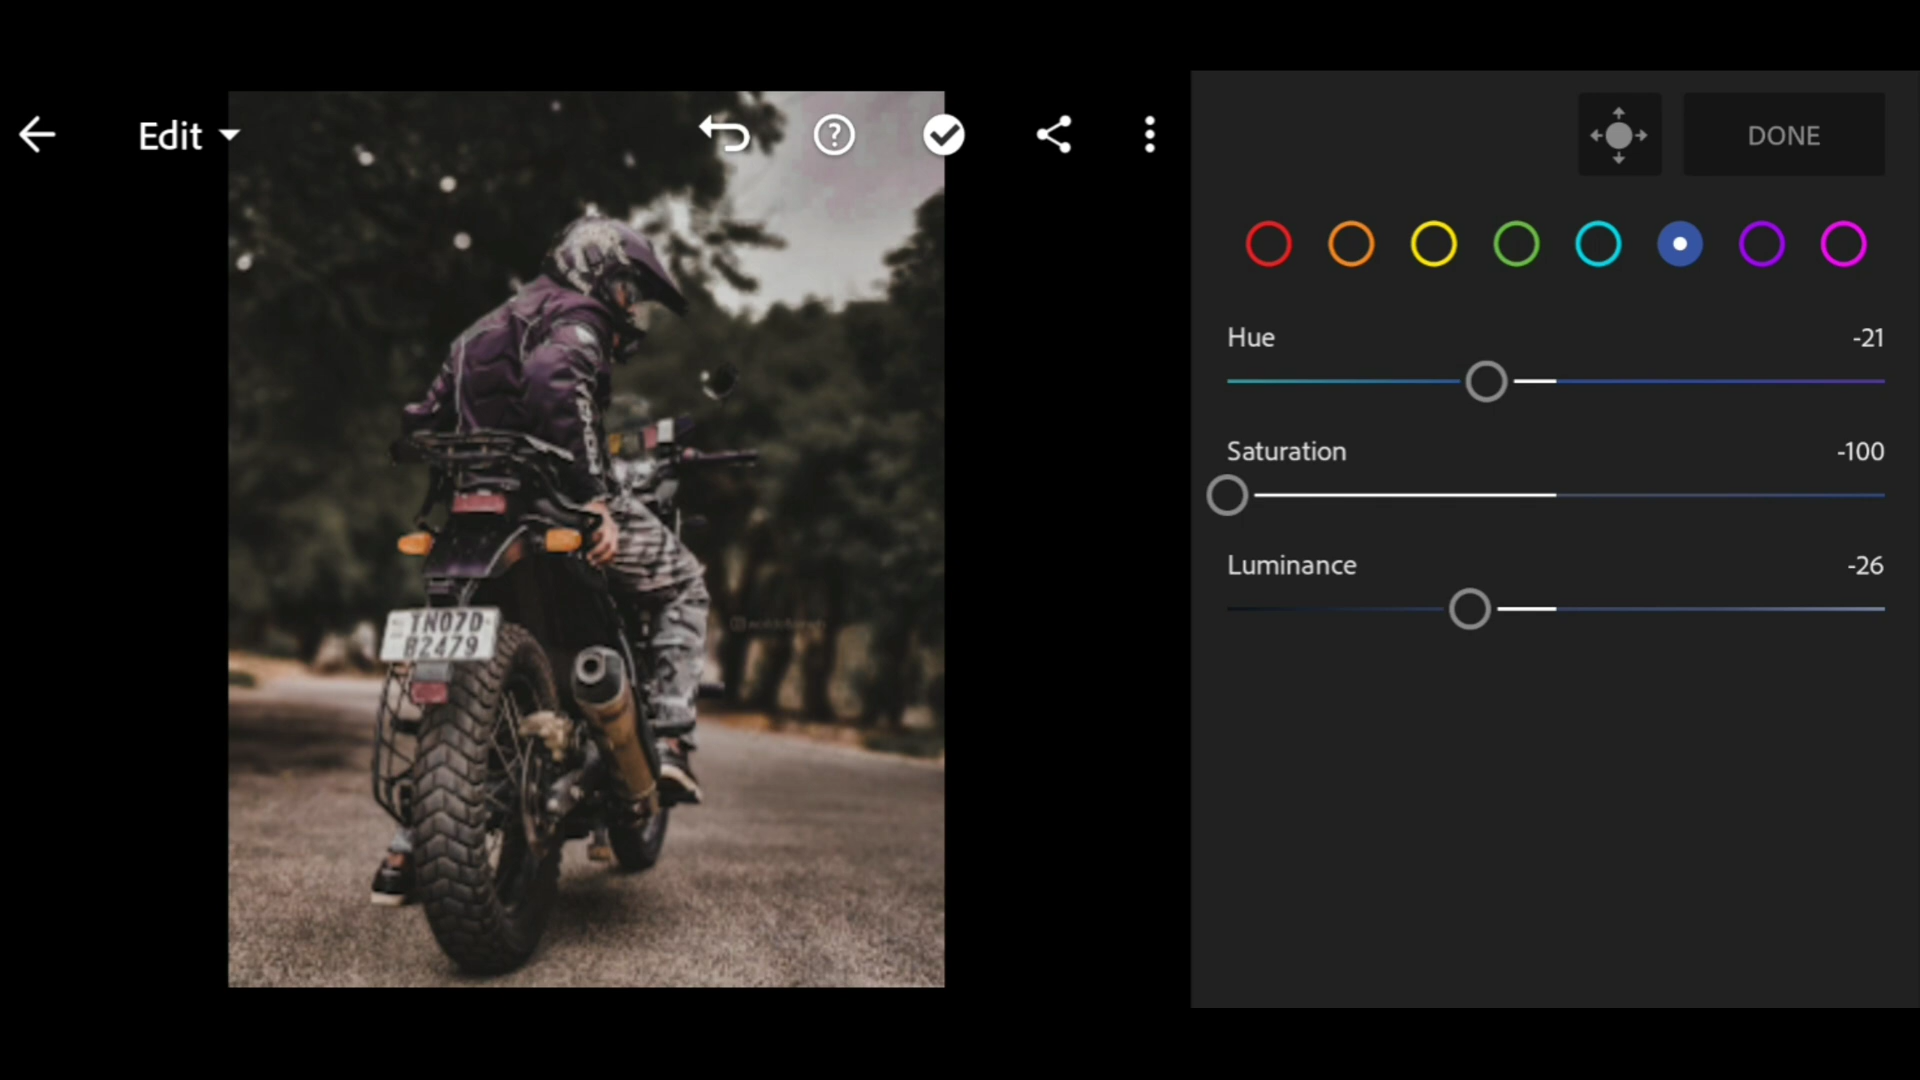 Edit
DONE
Hue -21
Saturation -100
Luminance -26
TN07D
B2479